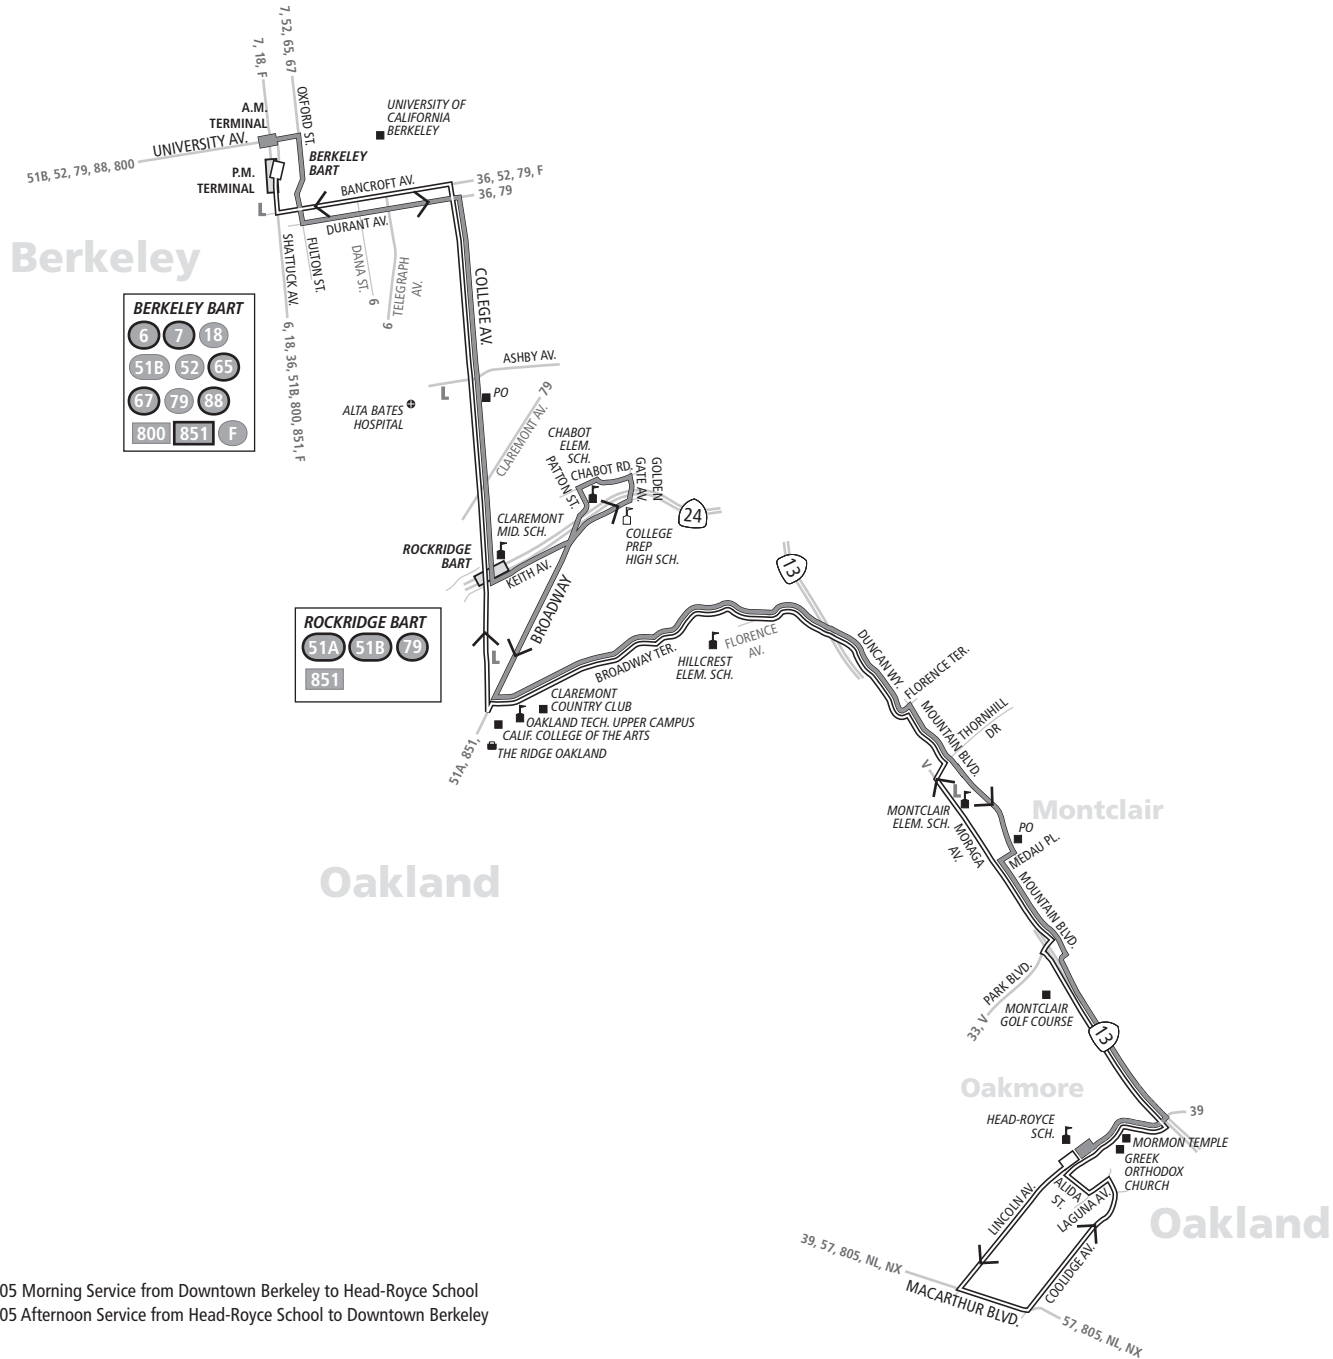 7, 52, 65, 67
7, 18, F
A.M.
TERMINAL
OXFORD ST.
UNIVERSITY OF
CALIFORNIA
BERKELEY
UNIVERSITY AV.
51B, 52, 79, 88, 800
BERKELEY
BART
P.M.
TERMINAL
BANCROFT AV.
36, 52, 79, F
36, 79
L
DURANT AV.
Berkeley
SHATTUCK AV.
FULTON ST.
DANA ST.
6
TELEGRAPH
AV.
6
COLLEGE AV.
BERKELEY BART
6 7 18
51B 52 65
67 79 88
800 851 F
6, 18, 36, 51B, 800, 851, F
ASHBY AV.
L
PO
79
CLAREMONT AV.
ALTA BATES
HOSPITAL
CHABOT
ELEM.
SCH.
PATTON ST.
CHABOT RD.
GOLDEN
GATE AV.
24
CLAREMONT
MID. SCH.
COLLEGE
PREP
HIGH SCH.
ROCKRIDGE
BART
KEITH AV.
13
BROADWAY
ROCKRIDGE BART
51A 51B 79
851
L
BROADWAY TER.
HILLCREST
ELEM. SCH.
FLORENCE
AV.
DUNCAN WY.
FLORENCE TER.
CLAREMONT
COUNTRY CLUB
OAKLAND TECH. UPPER CAMPUS
CALIF. COLLEGE OF THE ARTS
THE RIDGE OAKLAND
51A, 851,
MOUNTAIN BLVD.
THORNHILL
DR
V
L
MONTCLAIR
ELEM. SCH.
MORAGA
AV.
Montclair
PO
MEDAU PL.
Oakland
MOUNTAIN BLVD.
PARK BLVD.
33, V
MONTCLAIR
GOLF COURSE
13
Oakmore
39
HEAD-ROYCE
SCH.
MORMON TEMPLE
GREEK
ORTHODOX
CHURCH
ALIDA
ST.
LAGUNA AV.
LINCOLN AV.
Oakland
39, 57, 805, NL, NX
COOLIDGE AV.
MACARTHUR BLVD.
57, 805, NL, NX
05 Morning Service from Downtown Berkeley to Head-Royce School
05 Afternoon Service from Head-Royce School to Downtown Berkeley